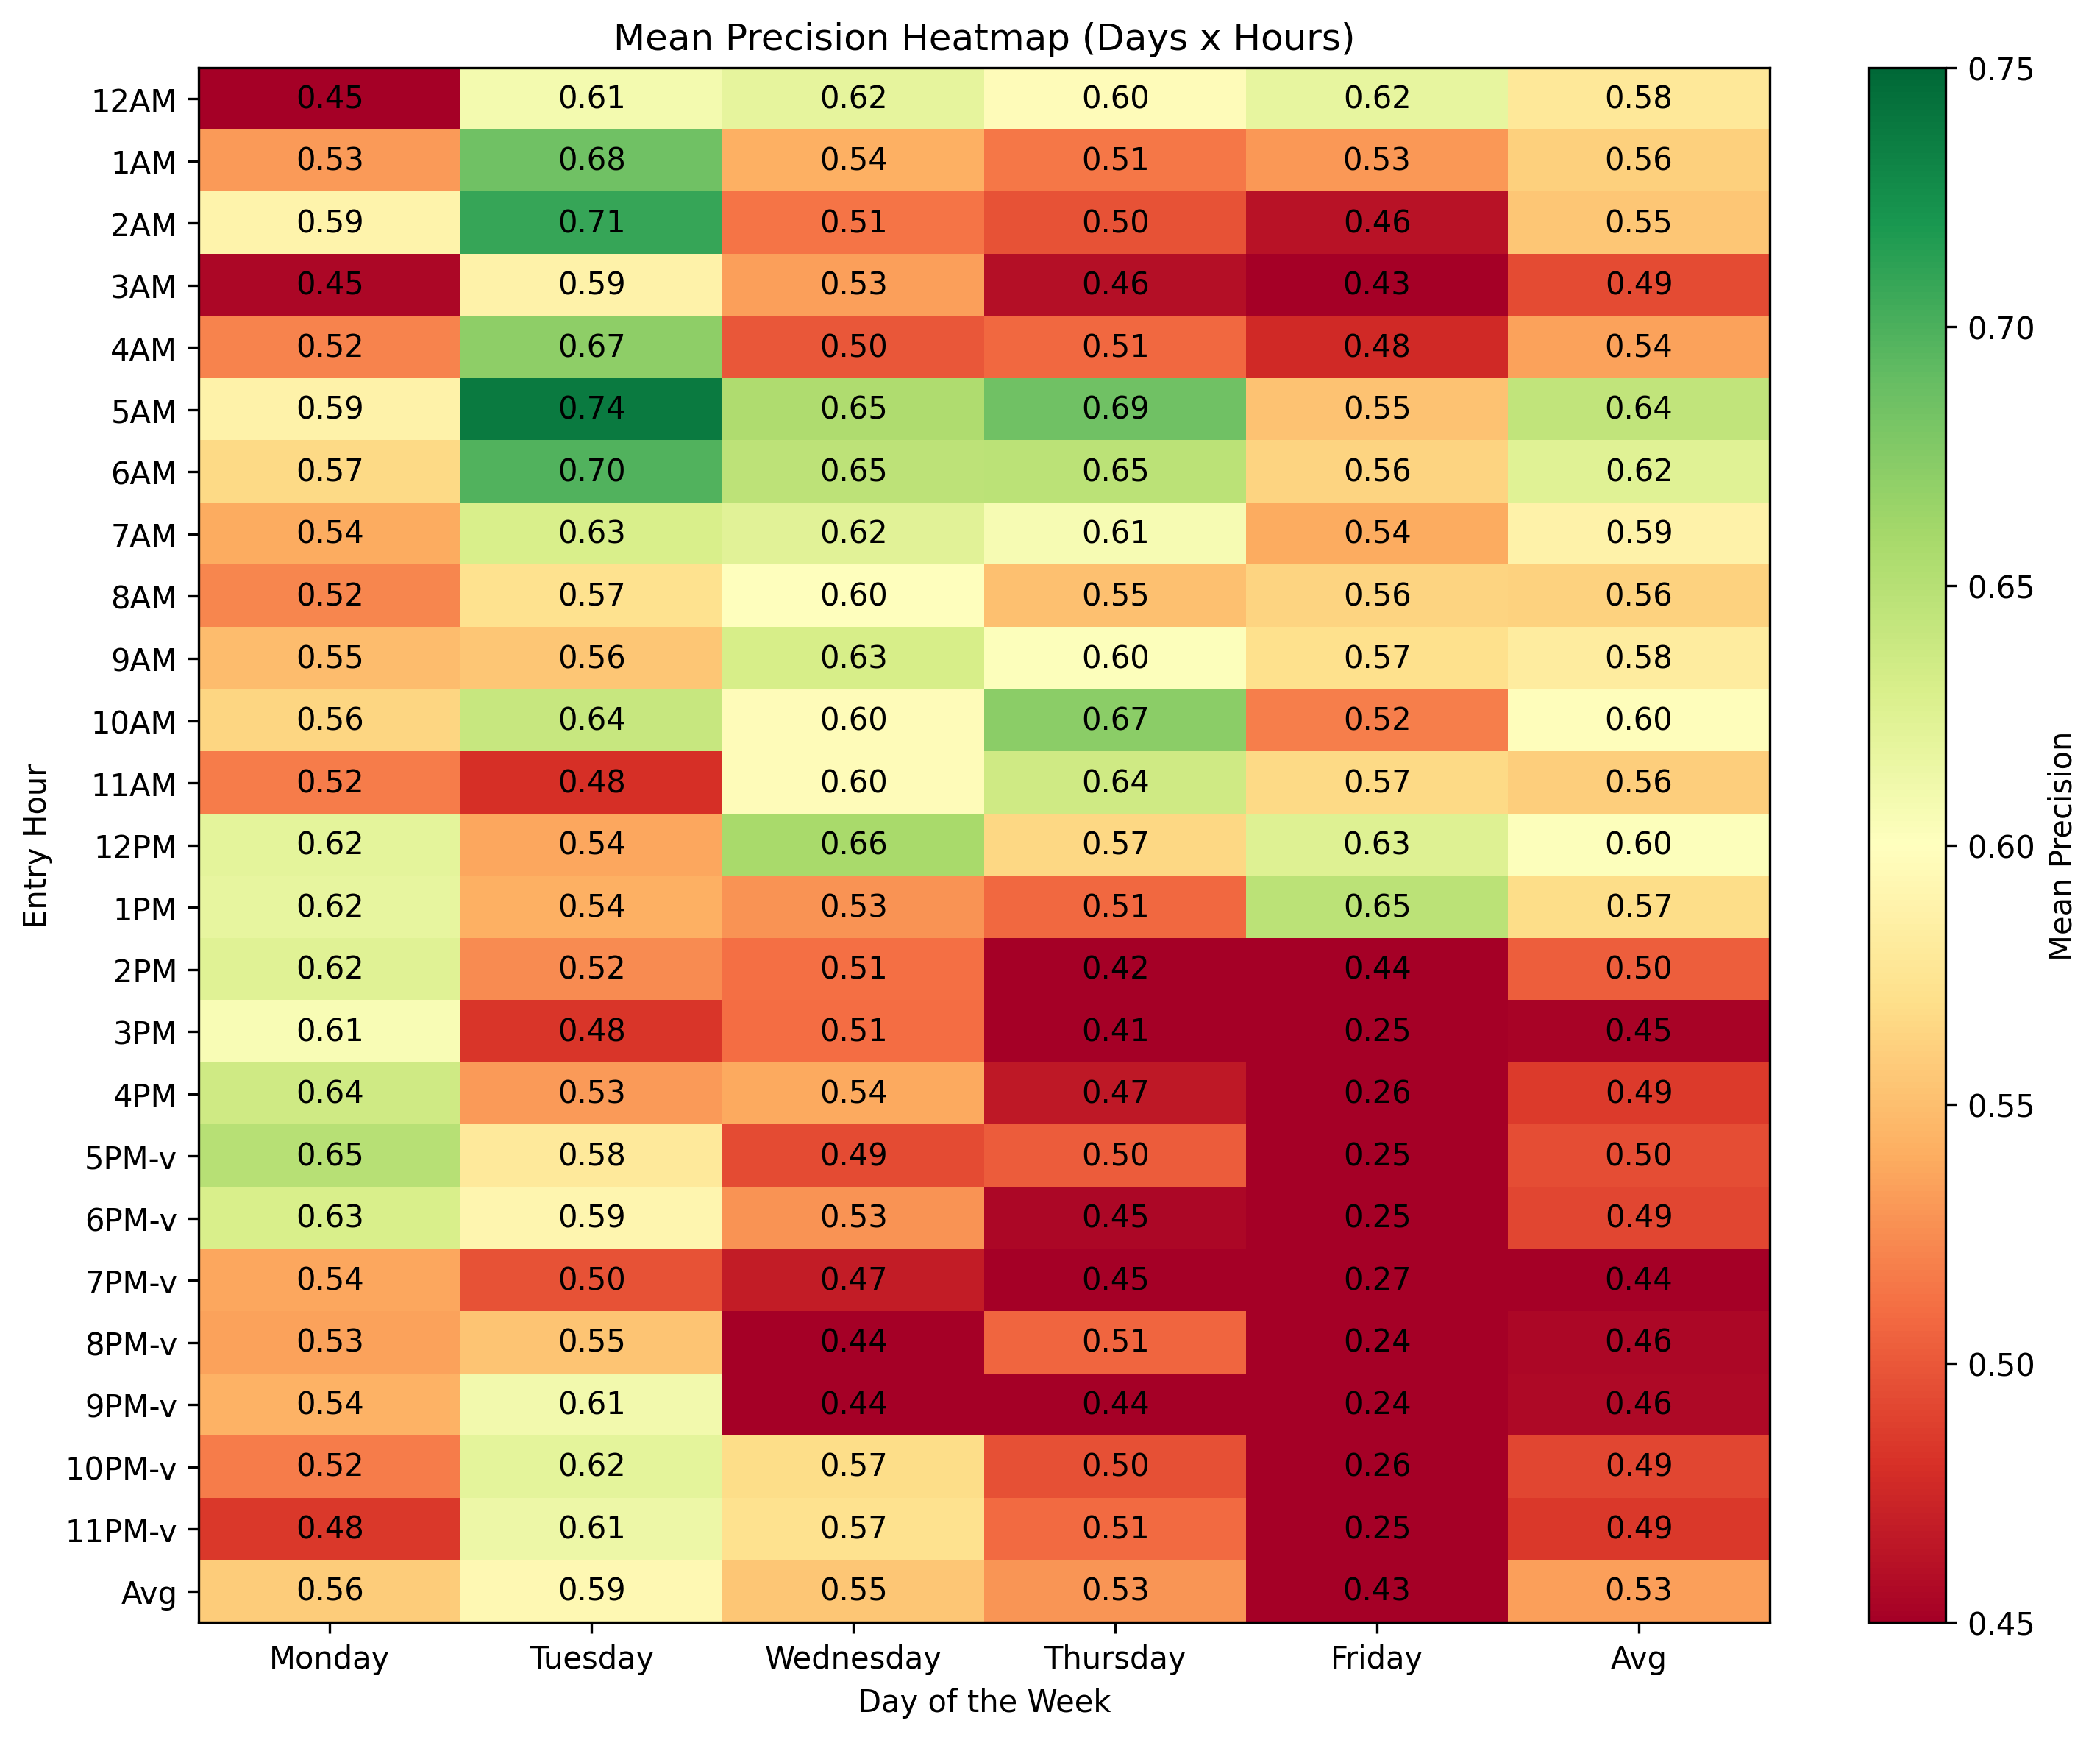 Mean Precision Heatmap (Days x Hours)
12AM 0.45 0.61 0.62 0.60 0.62 0.58
1AM 0.53 0.68 0.54 0.51 0.53 0.56
2AM 0.59 0.71 0.51 0.50 0.46 0.55
3AM 0.45 0.59 0.53 0.46 0.43 0.49
4AM 0.52 0.67 0.50 0.51 0.48 0.54
5AM 0.59 0.74 0.65 0.69 0.55 0.64
6AM 0.57 0.70 0.65 0.65 0.56 0.62
7AM 0.54 0.63 0.62 0.61 0.54 0.59
8AM 0.52 0.57 0.60 0.55 0.56 0.56
9AM 0.55 0.56 0.63 0.60 0.57 0.58
10AM 0.56 0.64 0.60 0.67 0.52 0.60
11AM 0.52 0.48 0.60 0.64 0.57 0.56
12PM 0.62 0.54 0.66 0.57 0.63 0.60
1PM 0.62 0.54 0.53 0.51 0.65 0.57
2PM 0.62 0.52 0.51 0.42 0.44 0.50
3PM 0.61 0.48 0.51 0.41 0.25 0.45
4PM 0.64 0.53 0.54 0.47 0.26 0.49
5PM-v 0.65 0.58 0.49 0.50 0.25 0.50
6PM-v 0.63 0.59 0.53 0.45 0.25 0.49
7PM-v 0.54 0.50 0.47 0.45 0.27 0.44
8PM-v 0.53 0.55 0.44 0.51 0.24 0.46
9PM-v 0.54 0.61 0.44 0.44 0.24 0.46
10PM-v 0.52 0.62 0.57 0.50 0.26 0.49
11PM-v 0.48 0.61 0.57 0.51 0.25 0.49
Avg 0.56 0.59 0.55 0.53 0.43 0.53
Monday Tuesday Wednesday Thursday Friday Avg
Day of the Week
Entry Hour
0.75
0.70
0.65
0.60
0.55
0.50
0.45
Mean Precision